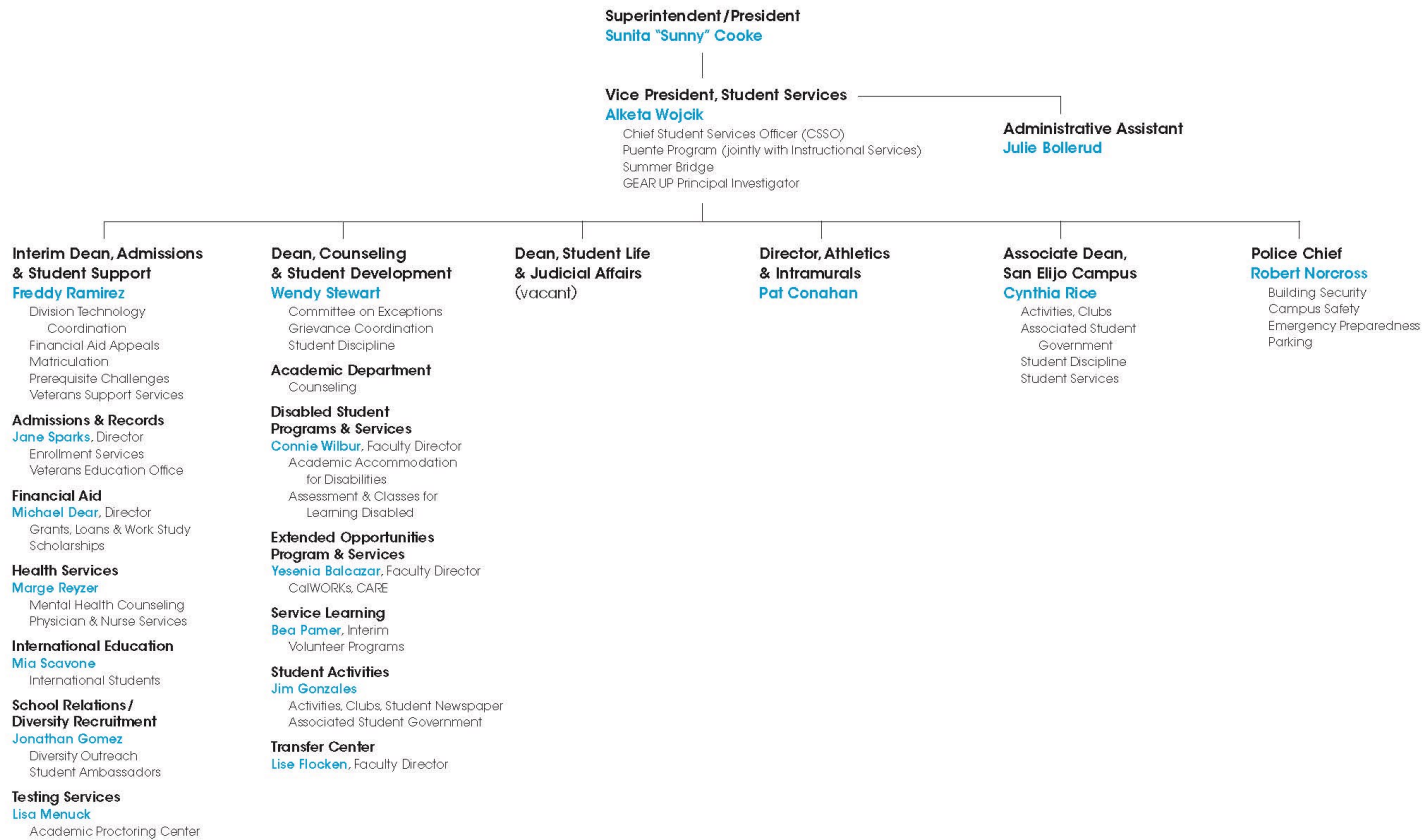 Superintendent/President
Sunita "Sunny" Cooke
Vice President, Student Services
Alketa Wojcik
Chief Student Services Officer (CSSO)
Puente Program (jointly with Instructional Services)
Summer Bridge
GEAR UP Principal Investigator
Administrative Assistant
Julie Bollerud
Interim Dean, Admissions
& Student Support
Freddy Ramirez
Division Technology
Coordination
Financial Aid Appeals
Matriculation
Prerequisite Challenges
Veterans Support Services
Admissions & Records
Jane Sparks, Director
Enrollment Services
Veterans Education Office
Financial Aid
Michael Dear, Director
Grants, Loans & Work Study
Scholarships
Health Services
Marge Reyzer
Mental Health Counseling
Physician & Nurse Services
International Education
Mia Scavone
International Students
School Relations/
Diversity Recruitment
Jonathan Gomez
Diversity Outreach
Student Ambassadors
Testing Services
Lisa Menuck
Academic Proctoring Center
Dean, Counseling
& Student Development
Wendy Stewart
Committee on Exceptions
Grievance Coordination
Student Discipline
Academic Department
Counseling
Disabled Student
Programs & Services
Connie Wilbur, Faculty Director
Academic Accommodation
for Disabilities
Assessment & Classes for
Learning Disabled
Extended Opportunities
Program & Services
Yesenia Balcazar, Faculty Director
CalWORKs, CARE
Service Learning
Bea Pamer, Interim
Volunteer Programs
Student Activities
Jim Gonzales
Activities, Clubs, Student Newspaper
Associated Student Government
Transfer Center
Lise Flocken, Faculty Director
Dean, Student Life
& Judicial Affairs
(vacant)
Director, Athletics
& Intramurals
Pat Conahan
Associate Dean,
San Elijo Campus
Cynthia Rice
Activities, Clubs
Associated Student
Government
Student Discipline
Student Services
Police Chief
Robert Norcross
Building Security
Campus Safety
Emergency Preparedness
Parking